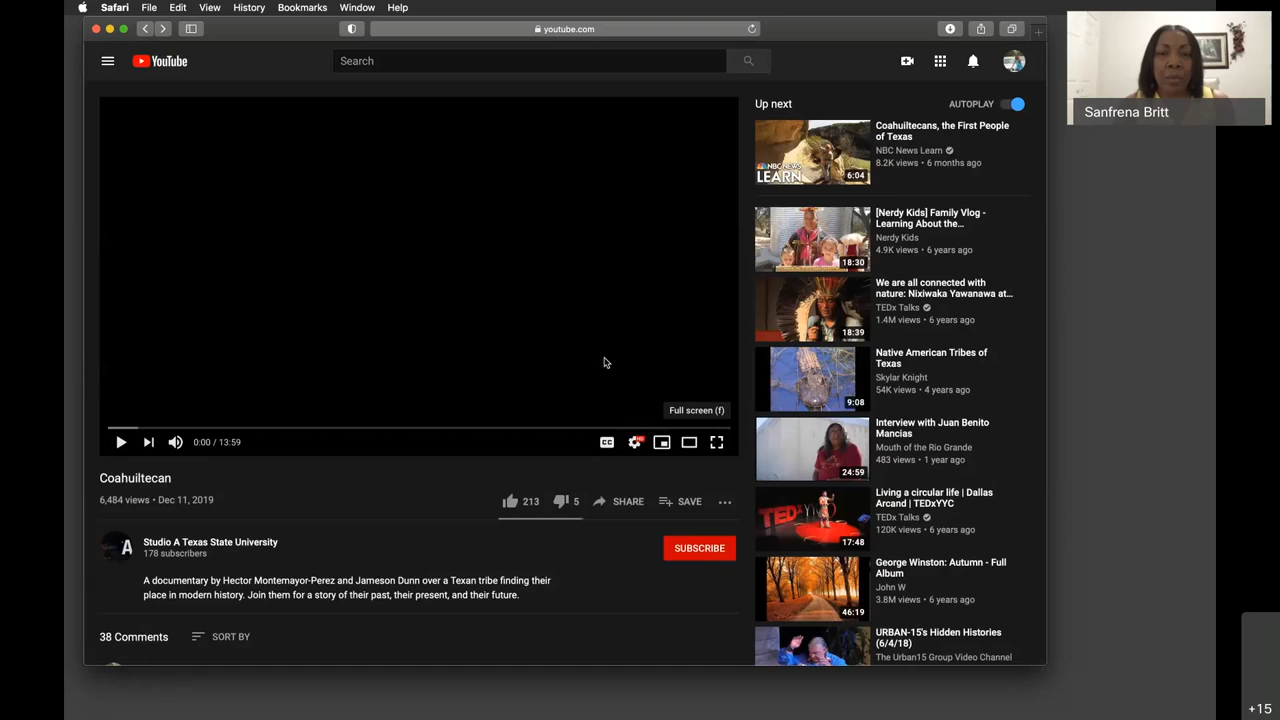 Safari File Edit View History Bookmarks Window Help
youtube.com
YouTube
Search
Up next
AUTOPLAY
Coahuiltecans, the First People
of Texas
NBC News Learn
8.2K views • 6 months ago
NBC NEWS
LEARN
6:04
[Nerdy Kids] Family Vlog -
Learning About the...
Nerdy Kids
4.9K views • 6 years ago
18:30
We are all connected with
nature: Nixiwaka Yawanawa at...
TEDx Talks
1.4M views • 6 years ago
18:39
Native American Tribes of
Texas
Skylar Knight
54K views • 4 years ago
9:08
Interview with Juan Benito
Mancias
Mouth of the Rio Grande
483 views • 1 year ago
24:59
Living a circular life | Dallas
Arcand | TEDxYYC
TEDx Talks
120K views • 6 years ago
17:48
George Winston: Autumn - Full
Album
John W
3.8M views • 6 years ago
46:19
URBAN-15's Hidden Histories
(6/4/18)
The Urban15 Group Video Channel
Full screen (f)
0:00 / 13:59
CC
HD
Coahuiltecan
6,484 views • Dec 11, 2019
213
5
SHARE
SAVE
A
Studio A Texas State University
178 subscribers
SUBSCRIBE
A documentary by Hector Montemayor-Perez and Jameson Dunn over a Texan tribe finding their
place in modern history. Join them for a story of their past, their present, and their future.
38 Comments
SORT BY
Sanfrena Britt
+15